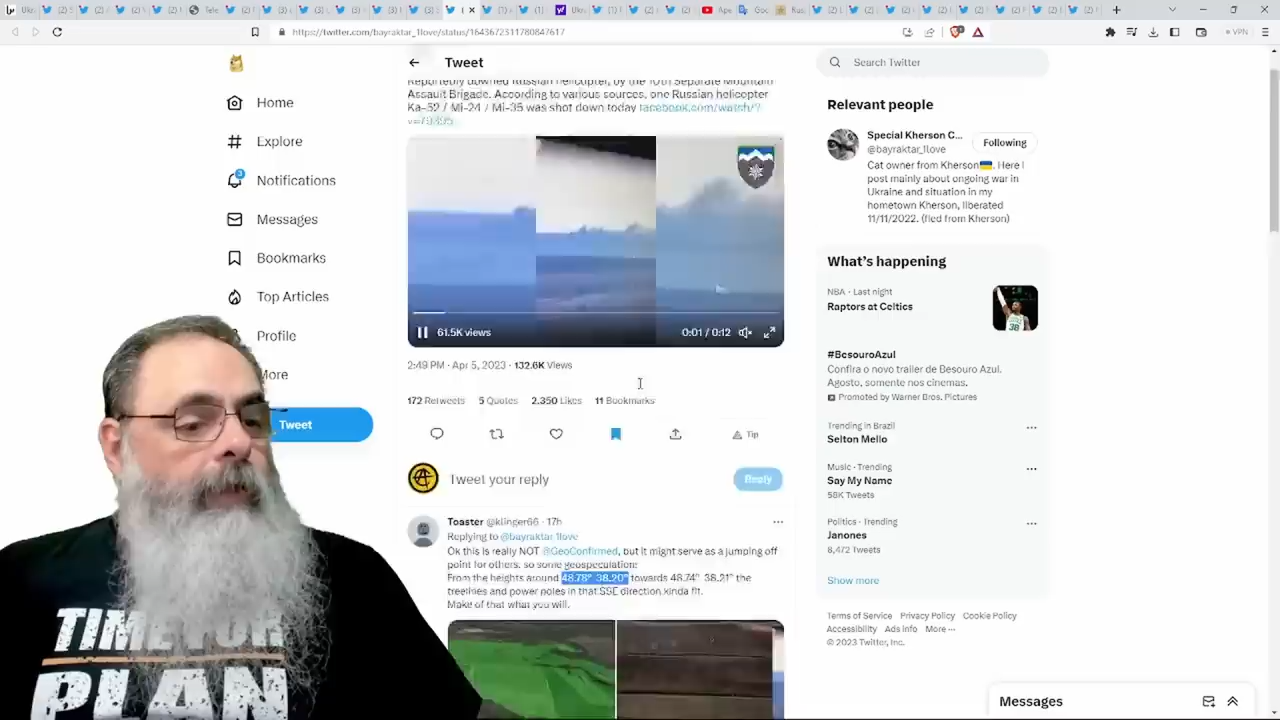 https://twitter.com/bayraktar_1love/status/1643672311780847617
VPN
Home
Explore
3
Notifications
Messages
Bookmarks
Top Articles
Profile
More
Tweet
Tweet
Reportedly downed Russian helicopter, by the 10th Separate Mountain
Assault Brigade. According to various sources, one Russian helicopter
Ka-52 / Mi-24 / Mi-35 was shot down today facebook.com/watch/?
61.5K views
0:01 / 0:12
2:49 PM · Apr 5, 2023 · 132.6K Views
172 Retweets 5 Quotes 2,350 Likes 11 Bookmarks
Tip
Tweet your reply
Reply
Toaster @klinger66 · 17h
Replying to @bayraktar_1love
Ok this is really NOT @GeoConfirmed, but it might serve as a jumping off
point for others, so some geospeculation:
From the heights around 48.78° 38.20° towards 48.74° 38.21° the
treelines and power poles in that SSE direction kinda fit.
Make of that what you will.
Search Twitter
Relevant people
Special Kherson C...
Following
@bayraktar_1love
Cat owner from Kherson🇺🇦. Here I
post mainly about ongoing war in
Ukraine and situation in my
hometown Kherson, liberated
11/11/2022. (fled from Kherson)
What's happening
NBA · Last night
Raptors at Celtics
#BesouroAzul
Confira o novo trailer de Besouro Azul.
Agosto, somente nos cinemas.
Promoted by Warner Bros. Pictures
Trending in Brazil
Selton Mello
Music · Trending
Say My Name
58K Tweets
Politics · Trending
Janones
8,472 Tweets
Show more
Terms of Service Privacy Policy Cookie Policy
Accessibility Ads info More ···
© 2023 Twitter, Inc.
Messages
PLAN